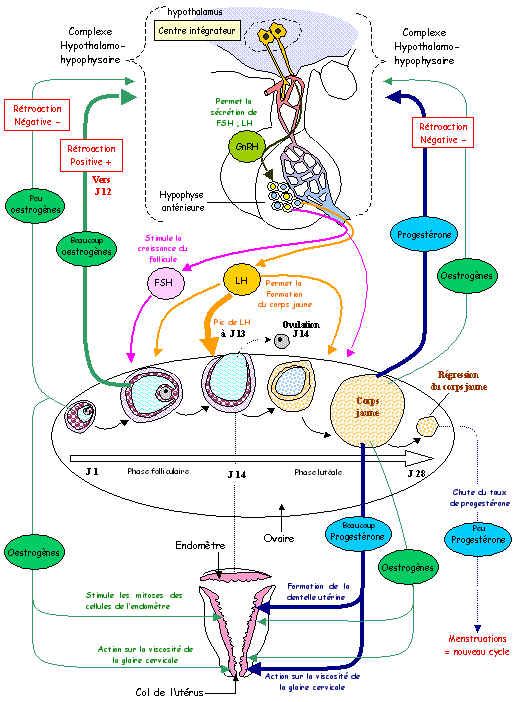 hypothalamus
Centre intégrateur
Complexe
Hypothalamo-
hypophysaire
Complexe
Hypothalamo-
hypophysaire
Rétroaction
Négative -
Rétroaction
Positive +
Vers
J 12
Permet la
sécrétion de
FSH ; LH
GnRH
Rétroaction
Négative -
Hypophyse
antérieure
Peu
oestrogènes
Beaucoup
oestrogènes
Stimule la
croissance du
follicule
Progestérone
Oestrogènes
FSH
LH
Permet la
Formation
du corps jaune
Pic de LH
à J 13
Ovulation
J 14
Corps
jaune
Régression
du corps jaune
J 1
Phase folliculaire
J 14
Phase lutéale
J 28
Chute du taux
de progestérone
Ovaire
Endomètre
Beaucoup
Progestérone
Peu
Progestérone
Oestrogènes
Oestrogènes
Stimule les mitoses des
cellules de l'endomètre
Formation de la
dentelle utérine
Action sur la viscosité de
la glaire cervicale
Menstruations
= nouveau cycle
Action sur la viscosité de
la glaire cervicale
Col de l'utérus